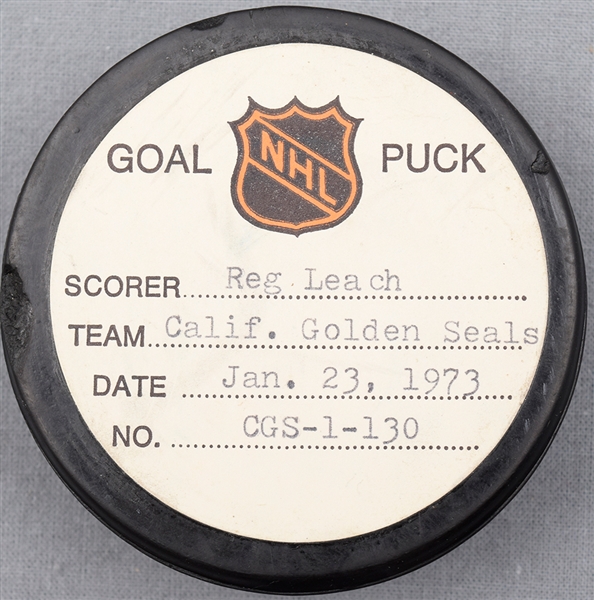 GOAL NHL PUCK
SCORER Reg Leach
TEAM Calif. Golden Seals
DATE Jan. 23, 1973
NO. CGS-1-130